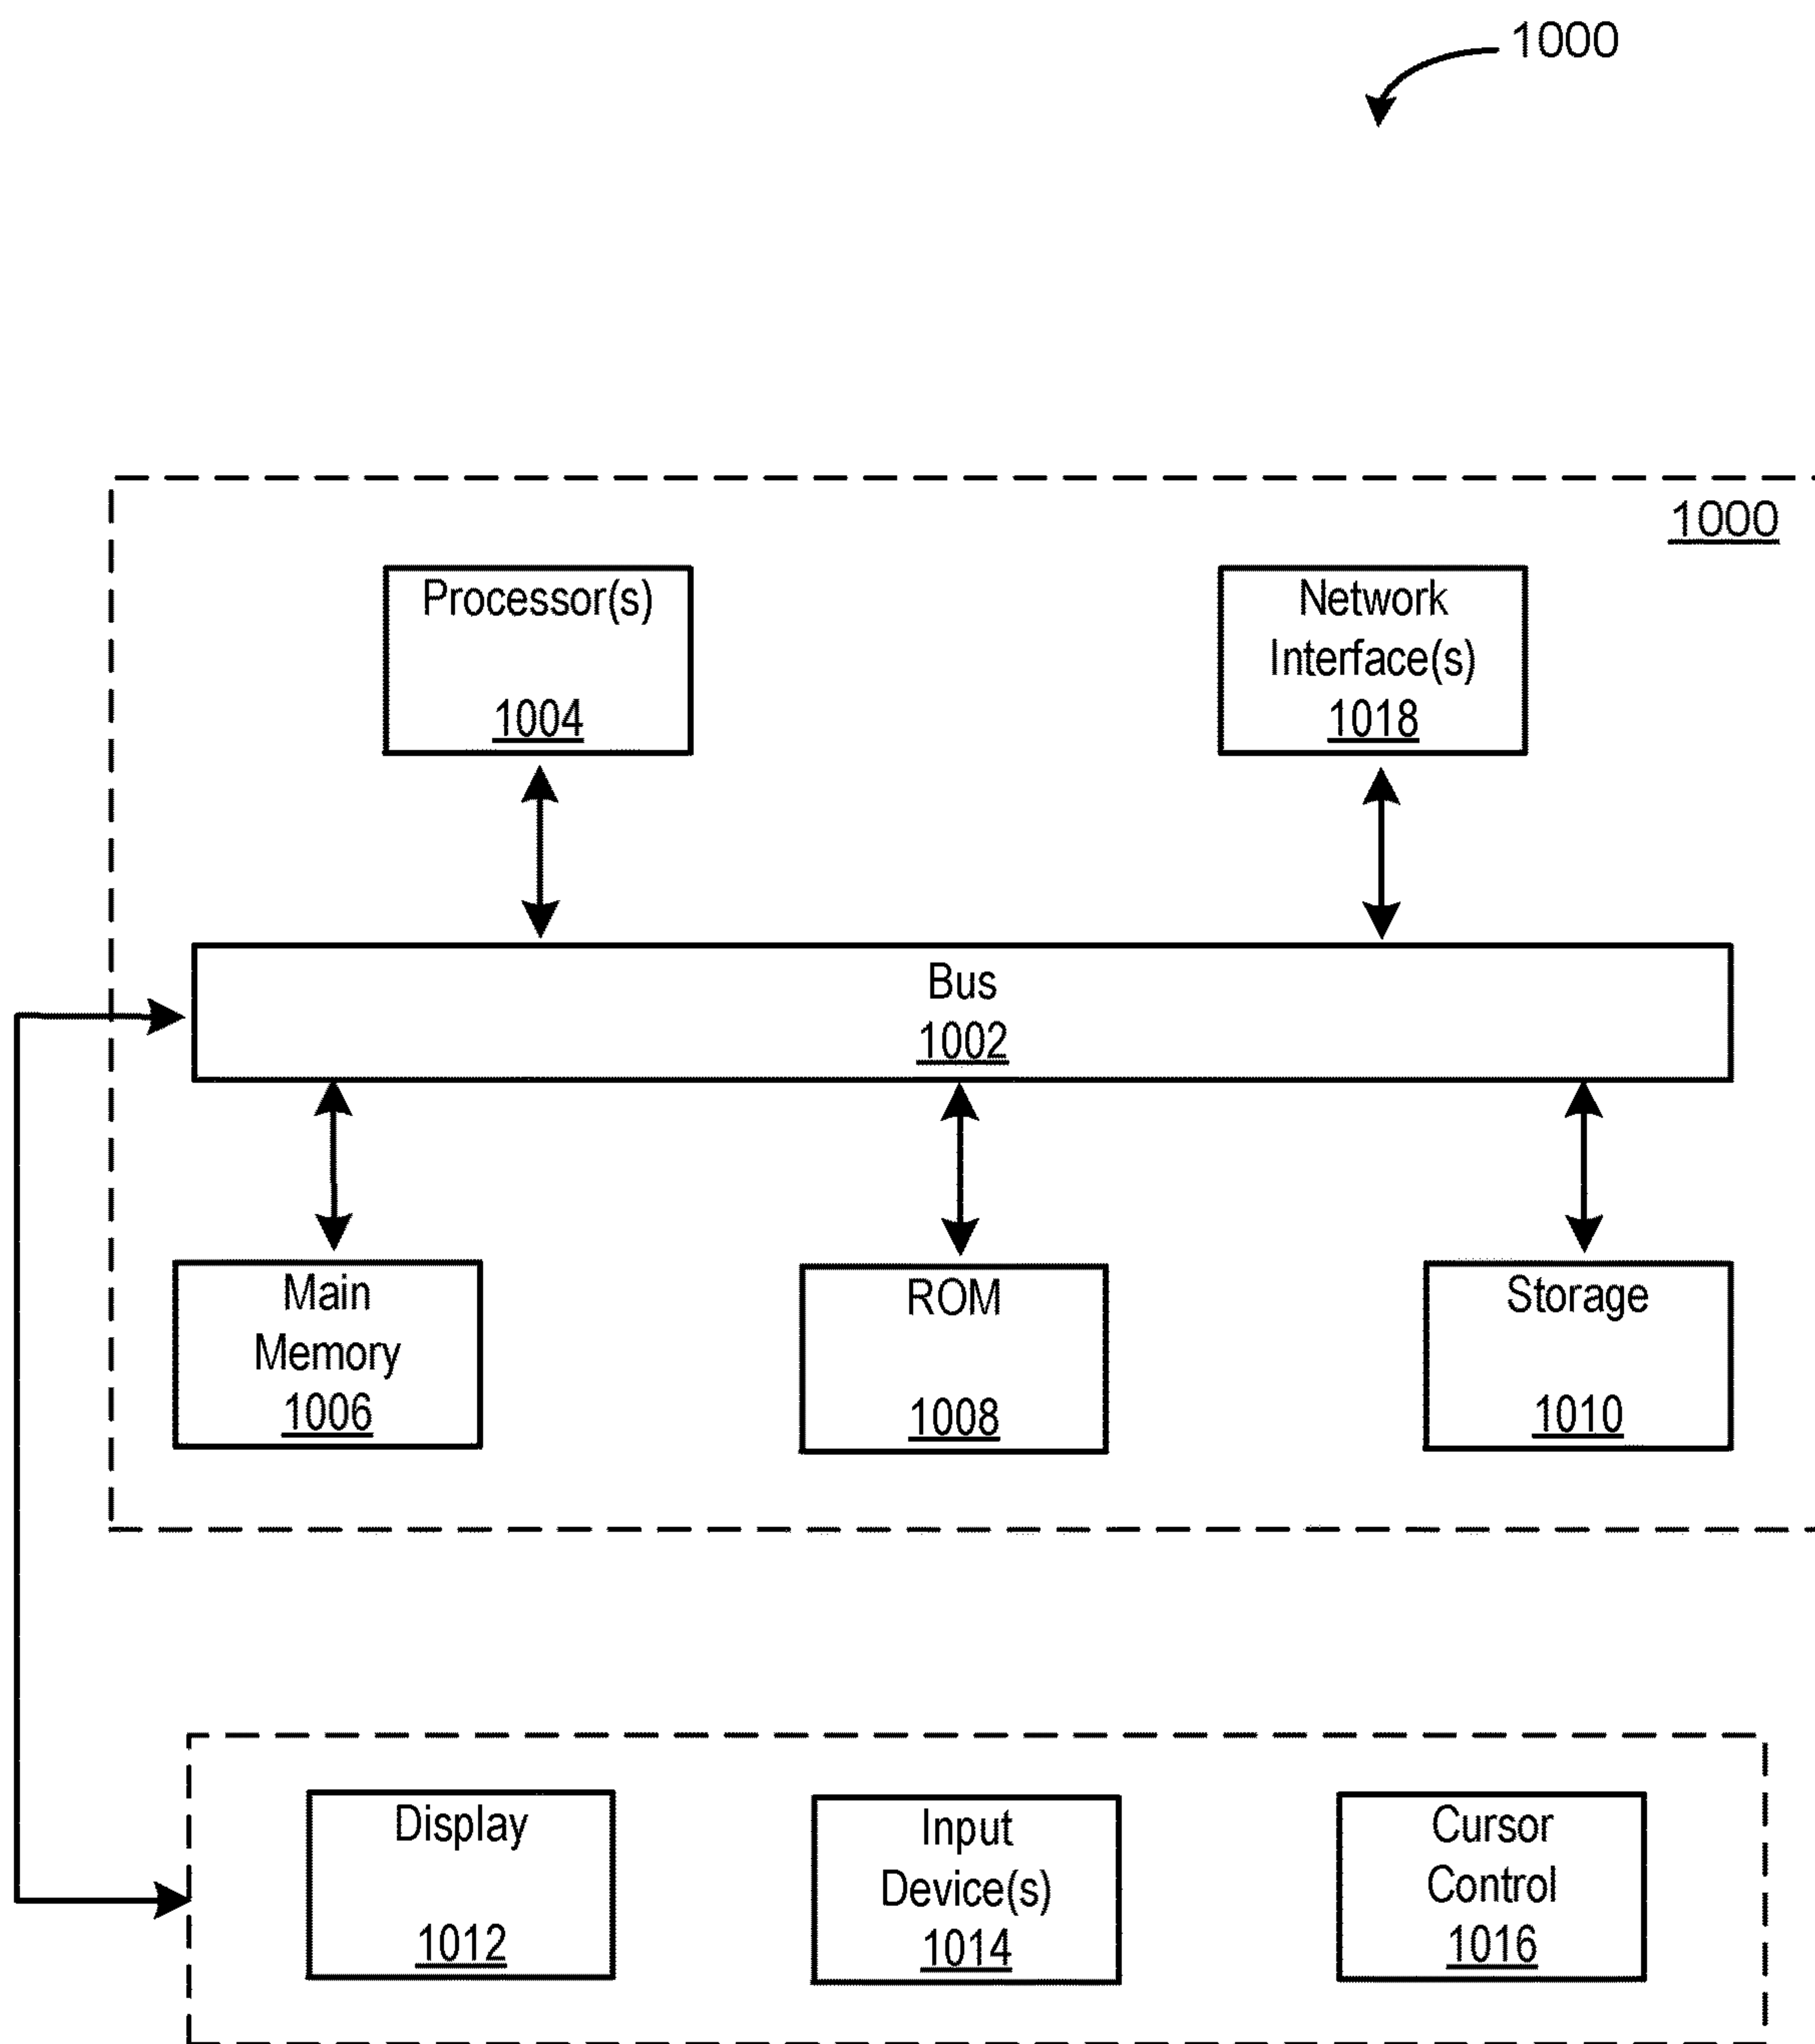 1000
1000
Processor(s)
1004
Network
Interface(s)
1018
Bus
1002
Main
Memory
1006
ROM
1008
Storage
1010
Display
1012
Input
Device(s)
1014
Cursor
Control
1016